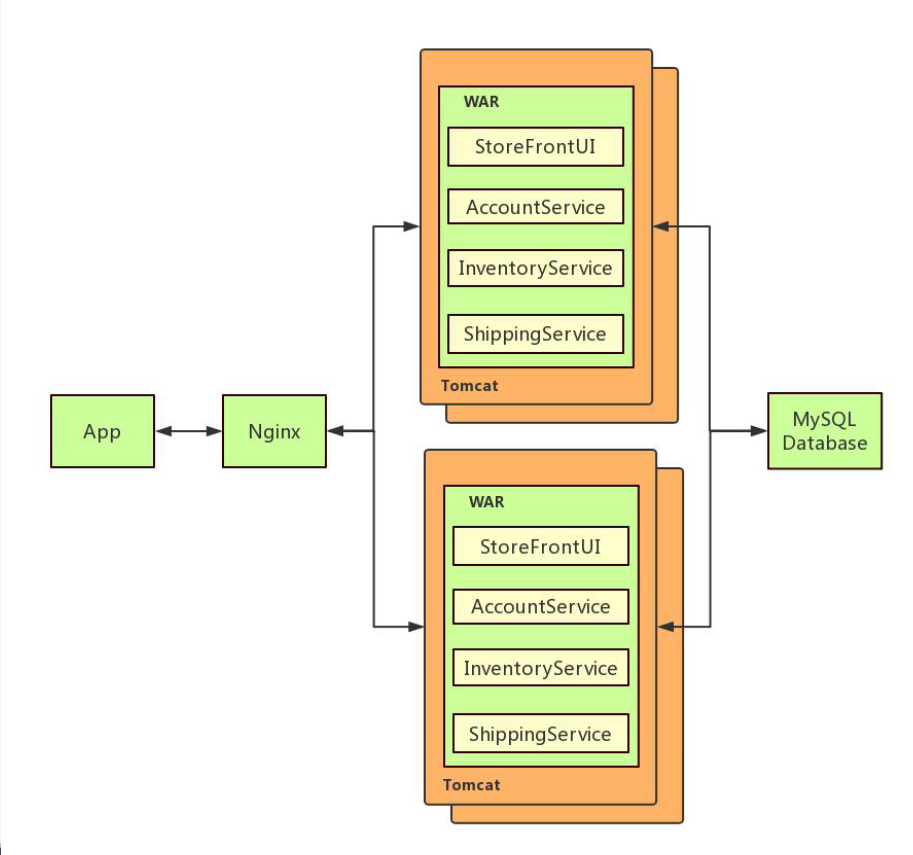 WAR
StoreFrontUI
AccountService
InventoryService
ShippingService
Tomcat
App
Nginx
MySQL
Database
WAR
StoreFrontUI
AccountService
InventoryService
ShippingService
Tomcat